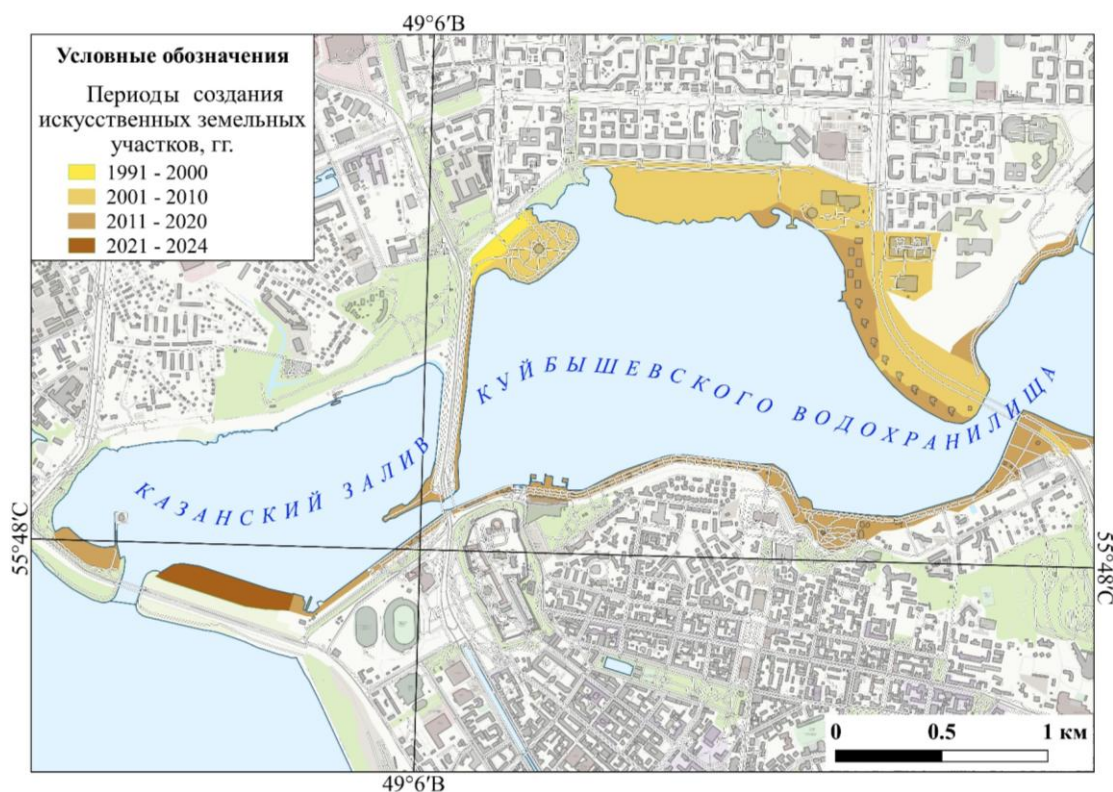 49°6′В
Условные обозначения
Периоды создания
искусственных земельных
участков, гг.
1991 - 2000
2001 - 2010
2011 - 2020
2021 - 2024
КУЙБЫШЕВСКОГО ВОДОХРАНИЛИЩА
КАЗАНСКИЙ ЗАЛИВ
55°48′С
55°48′С
0 0.5 1 км
49°6′В